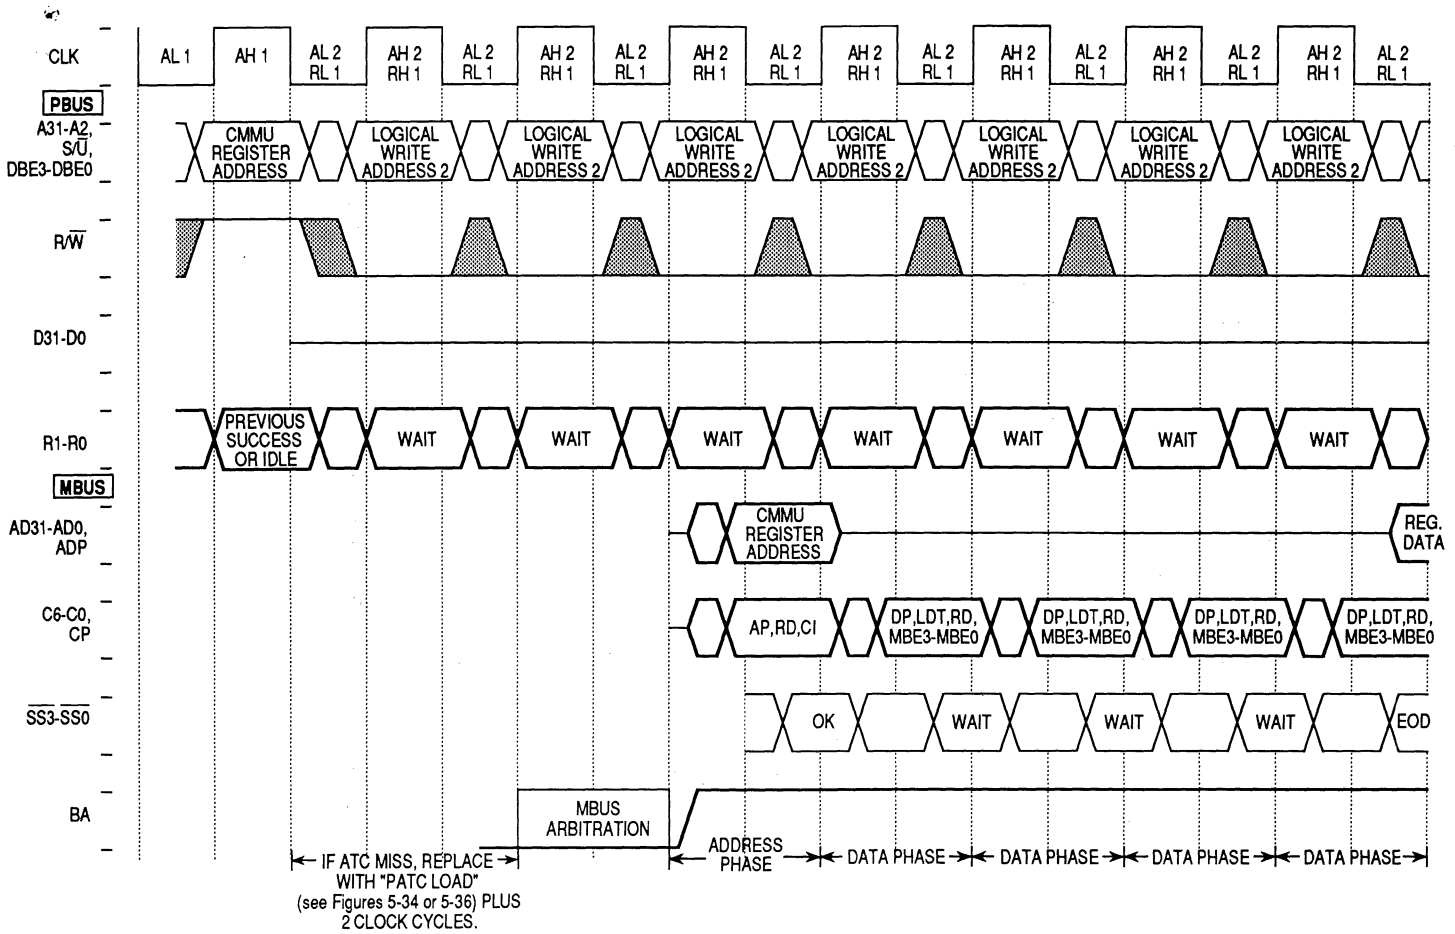 CLK
AL 1
AH 1
AL 2
RL 1
AH 2
RH 1
AL 2
RL 1
AH 2
RH 1
AL 2
RL 1
AH 2
RH 1
AL 2
RL 1
AH 2
RH 1
AL 2
RL 1
AH 2
RH 1
AL 2
RL 1
AH 2
RH 1
AL 2
RL 1
AH 2
RH 1
AL 2
RL 1
PBUS
A31-A2,
S/U̅,
DBE3-DBE0
CMMU
REGISTER
ADDRESS
LOGICAL
WRITE
ADDRESS 2
LOGICAL
WRITE
ADDRESS 2
LOGICAL
WRITE
ADDRESS 2
LOGICAL
WRITE
ADDRESS 2
LOGICAL
WRITE
ADDRESS 2
LOGICAL
WRITE
ADDRESS 2
LOGICAL
WRITE
ADDRESS 2
R/W̅
D31-D0
R1-R0
PREVIOUS
SUCCESS
OR IDLE
WAIT
WAIT
WAIT
WAIT
WAIT
WAIT
WAIT
MBUS
AD31-AD0,
ADP
CMMU
REGISTER
ADDRESS
REG.
DATA
C6-C0,
CP
AP,RD,CI
DP,LDT,RD,
MBE3-MBE0
DP,LDT,RD,
MBE3-MBE0
DP,LDT,RD,
MBE3-MBE0
DP,LDT,RD,
MBE3-MBE0
S̅S̅3̅-S̅S̅0̅
OK
WAIT
WAIT
WAIT
EOD
BA
MBUS
ARBITRATION
IF ATC MISS, REPLACE
WITH "PATC LOAD"
(see Figures 5-34 or 5-36) PLUS
2 CLOCK CYCLES.
ADDRESS
PHASE
DATA PHASE
DATA PHASE
DATA PHASE
DATA PHASE